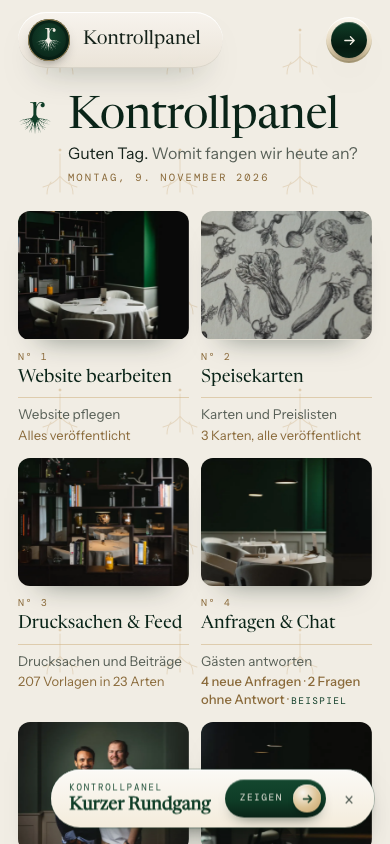 r
Kontrollpanel
r
Kontrollpanel
Guten Tag. Womit fangen wir heute an?
MONTAG, 9. NOVEMBER 2026
N° 1
Website bearbeiten
Website pflegen
Alles veröffentlicht
N° 2
Speisekarten
Karten und Preislisten
3 Karten, alle veröffentlicht
N° 3
Drucksachen & Feed
Drucksachen und Beiträge
207 Vorlagen in 23 Arten
N° 4
Anfragen & Chat
Gästen antworten
4 neue Anfragen · 2 Fragen
ohne Antwort · BEISPIEL
KONTROLLPANEL
Kurzer Rundgang
ZEIGEN